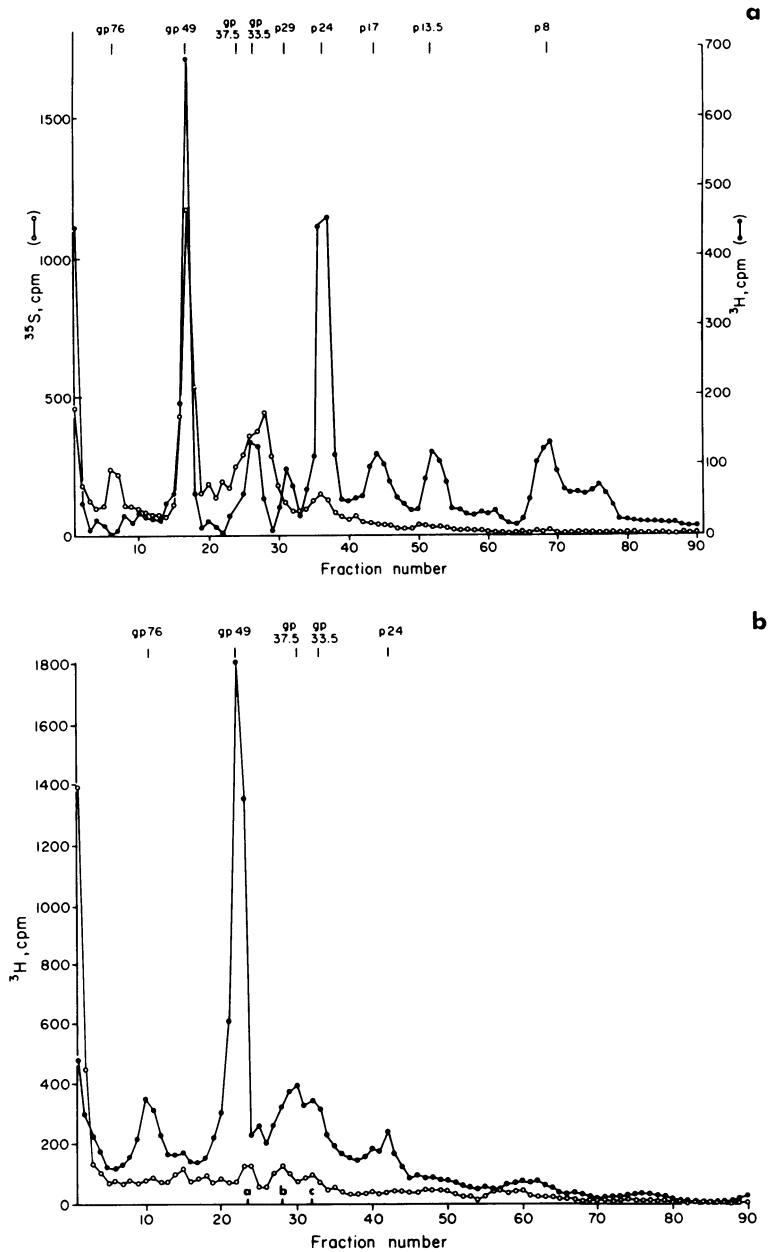 a
gp76 gp49 gp 37.5 gp 33.5 p29 p24 p17 p13.5 p8
700
600
1500
500
35S, cpm (o—o)
3H, cpm (●—●)
1000
400
300
500
200
100
0 0
10 20 30 40 50 60 70 80 90
Fraction number
b
gp76 gp49 gp 37.5 gp 33.5 p24
1800
1600
1400
1200
1000
3H, cpm
800
600
400
200
0
a b c
10 20 30 40 50 60 70 80 90
Fraction number